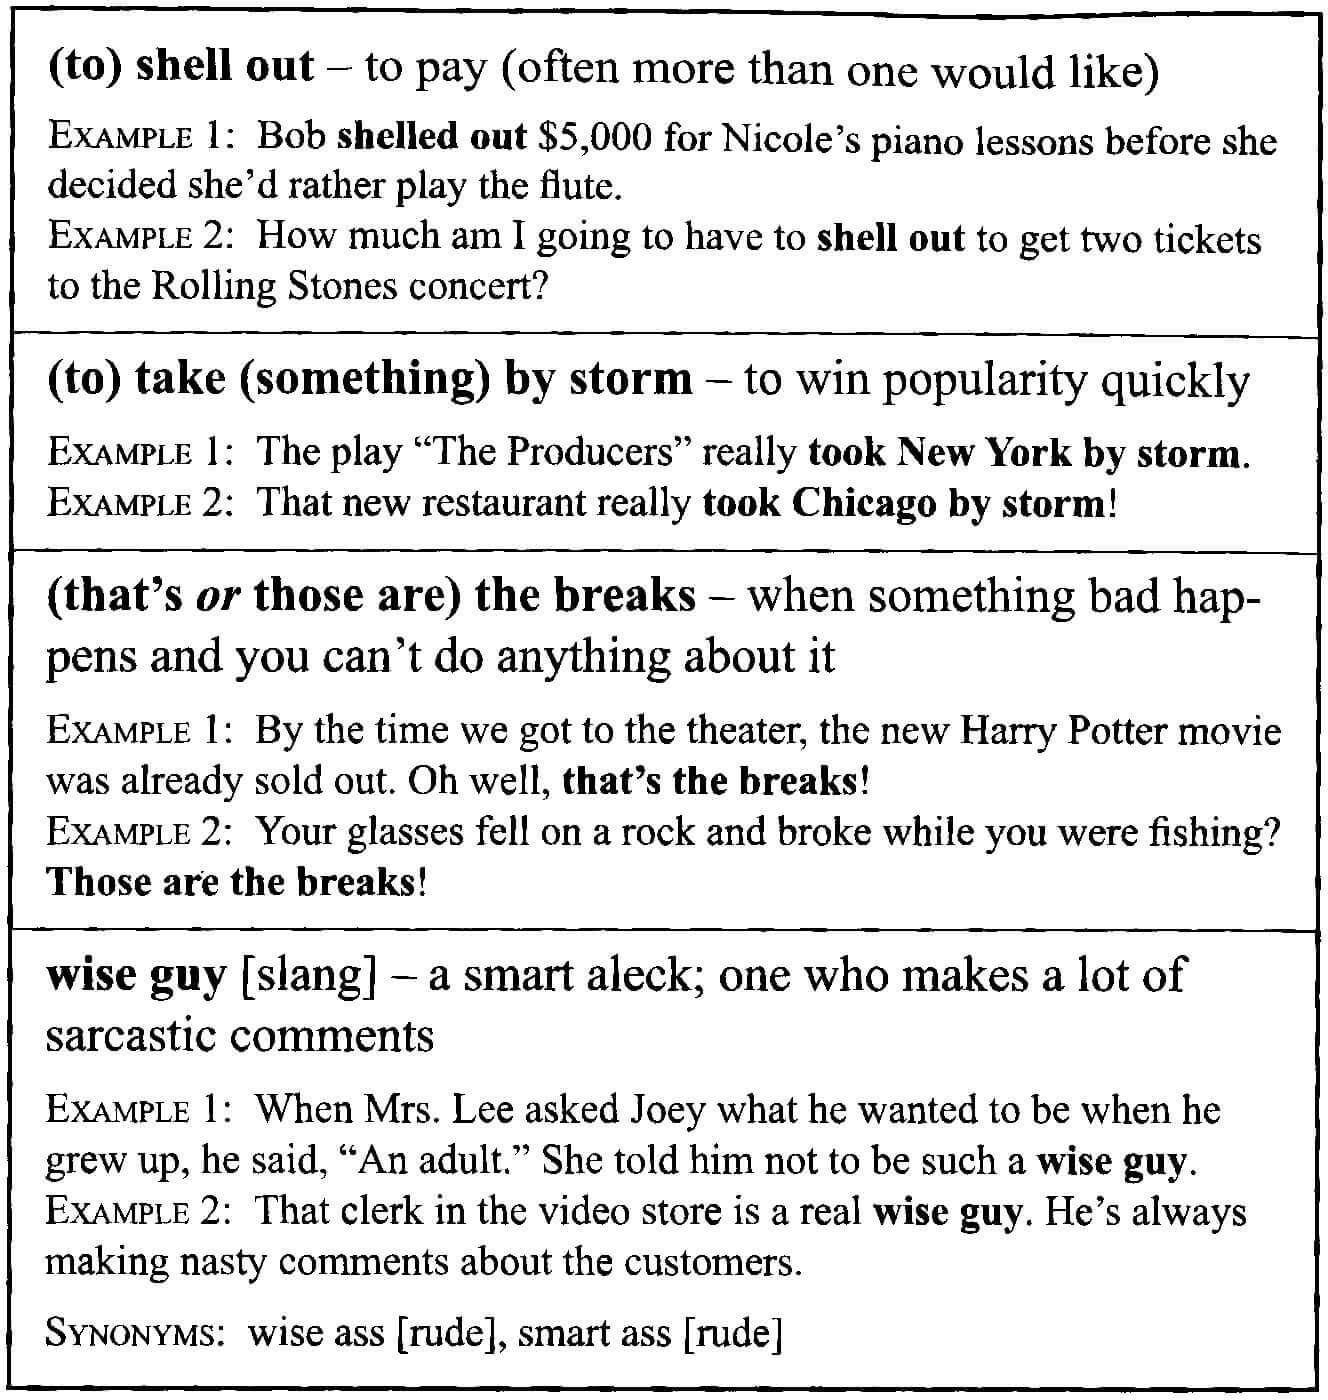 (to) shell out – to pay (often more than one would like)
EXAMPLE 1: Bob shelled out $5,000 for Nicole’s piano lessons before she
decided she’d rather play the flute.
EXAMPLE 2: How much am I going to have to shell out to get two tickets
to the Rolling Stones concert?
(to) take (something) by storm – to win popularity quickly
EXAMPLE 1: The play “The Producers” really took New York by storm.
EXAMPLE 2: That new restaurant really took Chicago by storm!
(that’s or those are) the breaks – when something bad hap-
pens and you can’t do anything about it
EXAMPLE 1: By the time we got to the theater, the new Harry Potter movie
was already sold out. Oh well, that’s the breaks!
EXAMPLE 2: Your glasses fell on a rock and broke while you were fishing?
Those are the breaks!
wise guy [slang] – a smart aleck; one who makes a lot of
sarcastic comments
EXAMPLE 1: When Mrs. Lee asked Joey what he wanted to be when he
grew up, he said, “An adult.” She told him not to be such a wise guy.
EXAMPLE 2: That clerk in the video store is a real wise guy. He’s always
making nasty comments about the customers.
SYNONYMS: wise ass [rude], smart ass [rude]